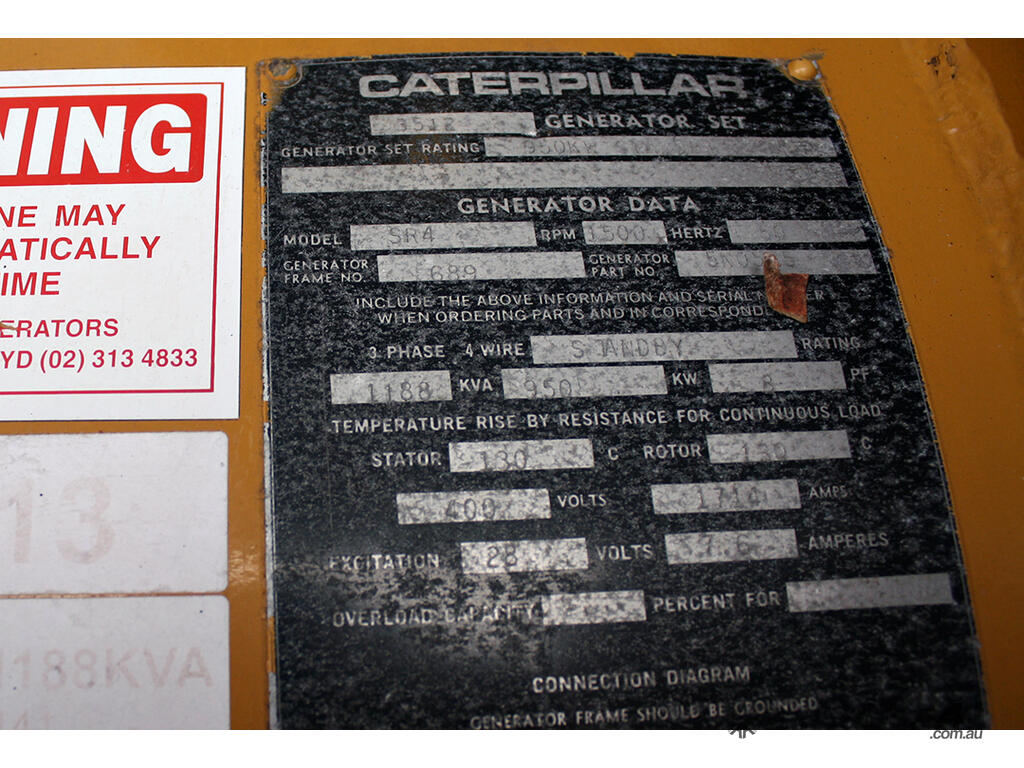 NING
NE MAY
ATICALLY
IME
ERATORS
YD (02) 313 4833
13
1188KVA
CATERPILLAR
3512 GENERATOR SET
GENERATOR SET RATING 950KW
GENERATOR DATA
MODEL SR4 RPM 1500 HERTZ
GENERATOR FRAME NO. 689 GENERATOR PART NO.
INCLUDE THE ABOVE INFORMATION AND SERIAL
WHEN ORDERING PARTS AND IN CORRESPOND
3 PHASE 4 WIRE STANDBY RATING
1188 KVA 950 KW 8 PF
TEMPERATURE RISE BY RESISTANCE FOR CONTINUOUS LOAD
STATOR 130 C ROTOR 130 C
400 VOLTS 1714 AMPS
EXCITATION 28 VOLTS 7.6 AMPERES
OVERLOAD CAPACITY PERCENT FOR
CONNECTION DIAGRAM
GENERATOR FRAME SHOULD BE GROUNDED
.com.au